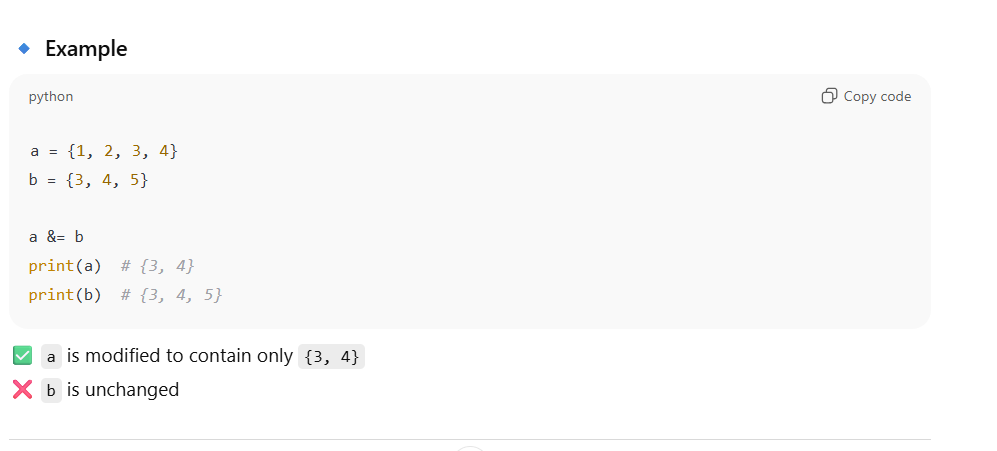 Example
python
Copy code
a = {1, 2, 3, 4}
b = {3, 4, 5}
a &= b
print(a)  # {3, 4}
print(b)  # {3, 4, 5}
✅ a is modified to contain only {3, 4}
❌ b is unchanged